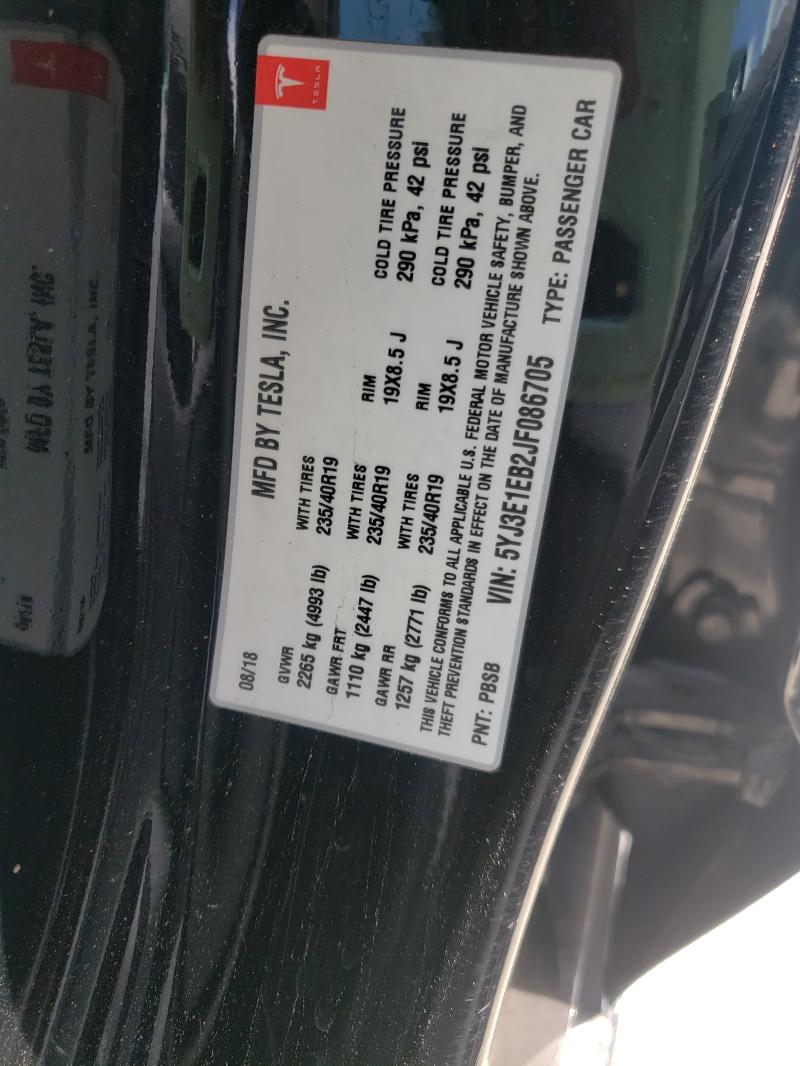 TESLA
MFD BY TESLA, INC.
08/18
GVWR
2265 kg (4993 lb)
WITH TIRES
235/40R19
GAWR FRT
1110 kg (2447 lb)
WITH TIRES
235/40R19
RIM
19X8.5 J
COLD TIRE PRESSURE
290 kPa, 42 psi
GAWR RR
1257 kg (2771 lb)
WITH TIRES
235/40R19
RIM
19X8.5 J
COLD TIRE PRESSURE
290 kPa, 42 psi
THIS VEHICLE CONFORMS TO ALL APPLICABLE U.S. FEDERAL MOTOR VEHICLE SAFETY, BUMPER, AND
THEFT PREVENTION STANDARDS IN EFFECT ON THE DATE OF MANUFACTURE SHOWN ABOVE.
PNT: PBSB VIN: 5YJ3E1EB2JF086705 TYPE: PASSENGER CAR
MFD BY TESLA, INC.